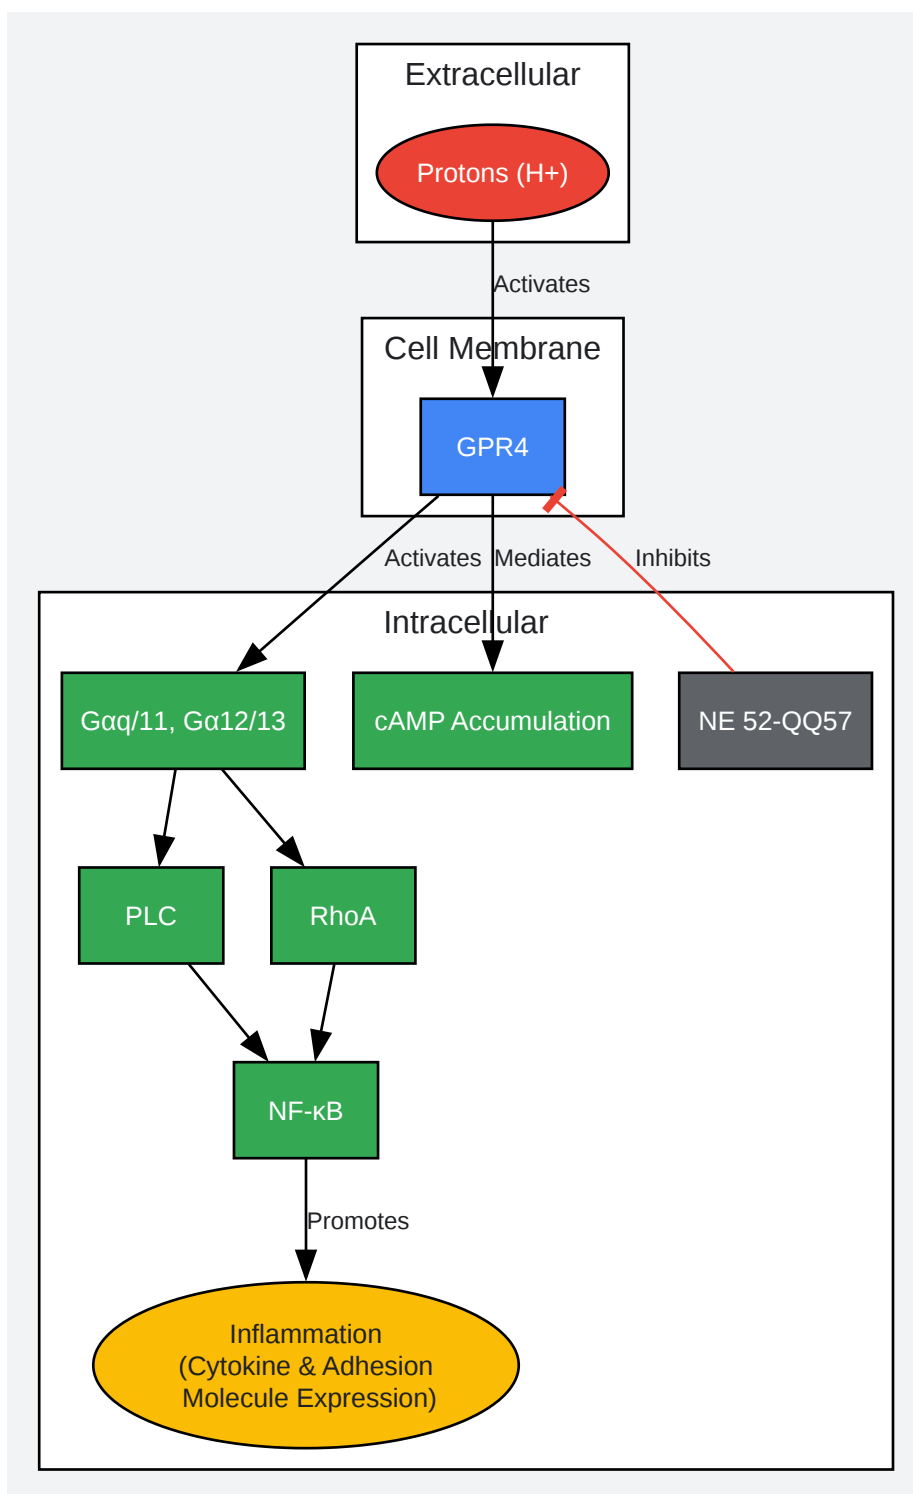 Extracellular
Protons (H+)
Activates
Cell Membrane
GPR4
Activates
Mediates
Inhibits
Intracellular
Gαq/11, Gα12/13
cAMP Accumulation
NE 52-QQ57
PLC
RhoA
NF-κB
Promotes
Inflammation
(Cytokine & Adhesion
Molecule Expression)